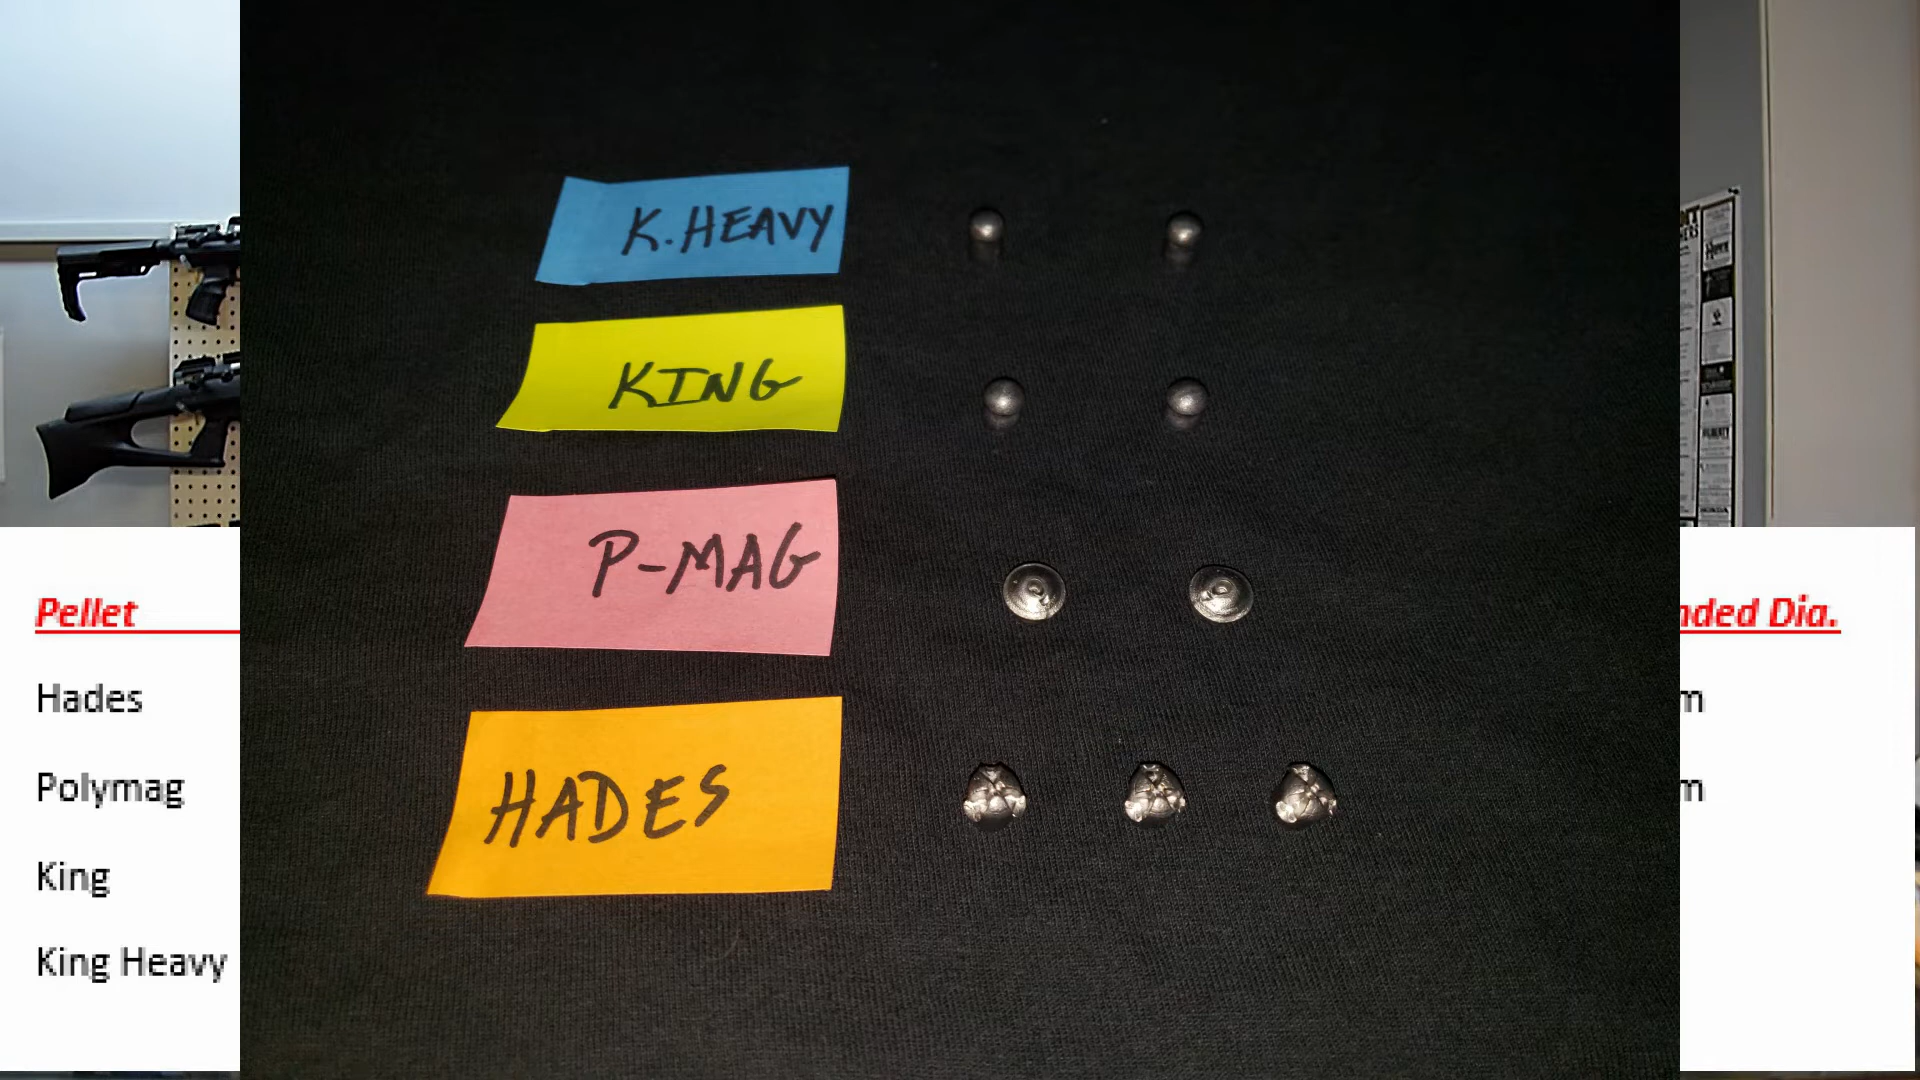 K.HEAVY
KING
P-MAG
HADES
Pellet
Hades
Polymag
King
King Heavy
nded Dia.
m
m